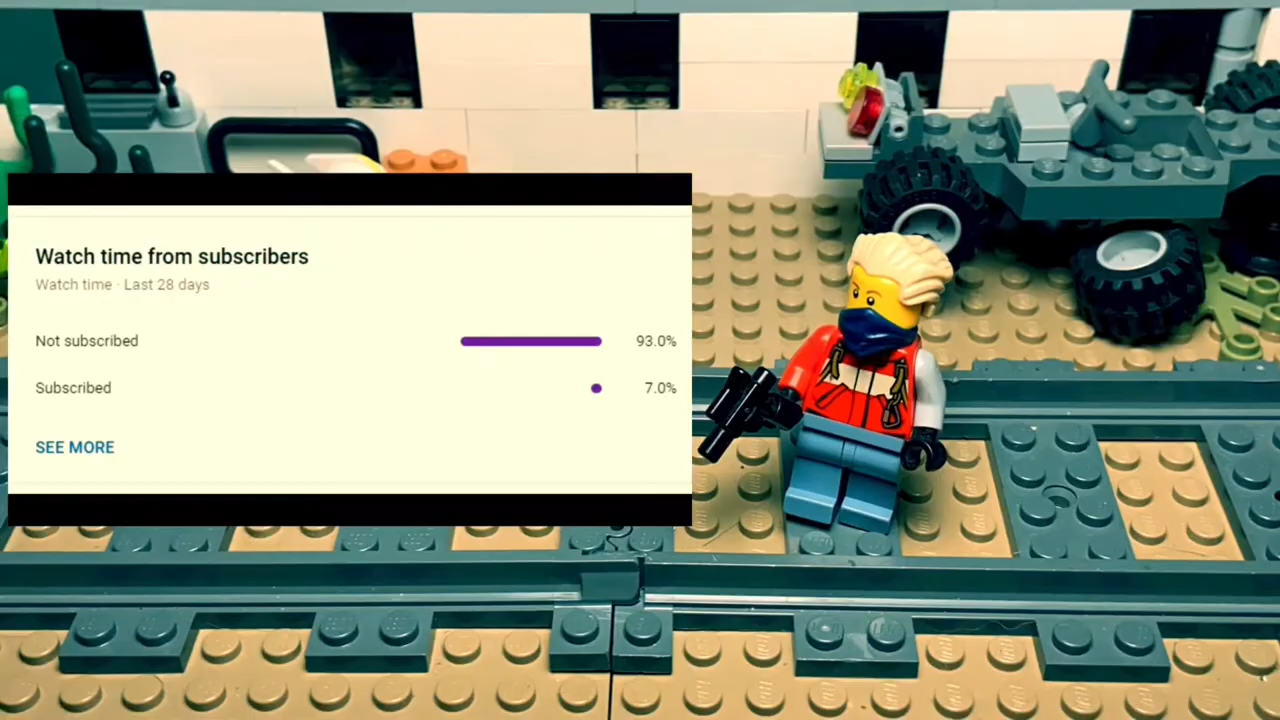 Watch time from subscribers
Watch time · Last 28 days
Not subscribed 93.0%
Subscribed 7.0%
SEE MORE